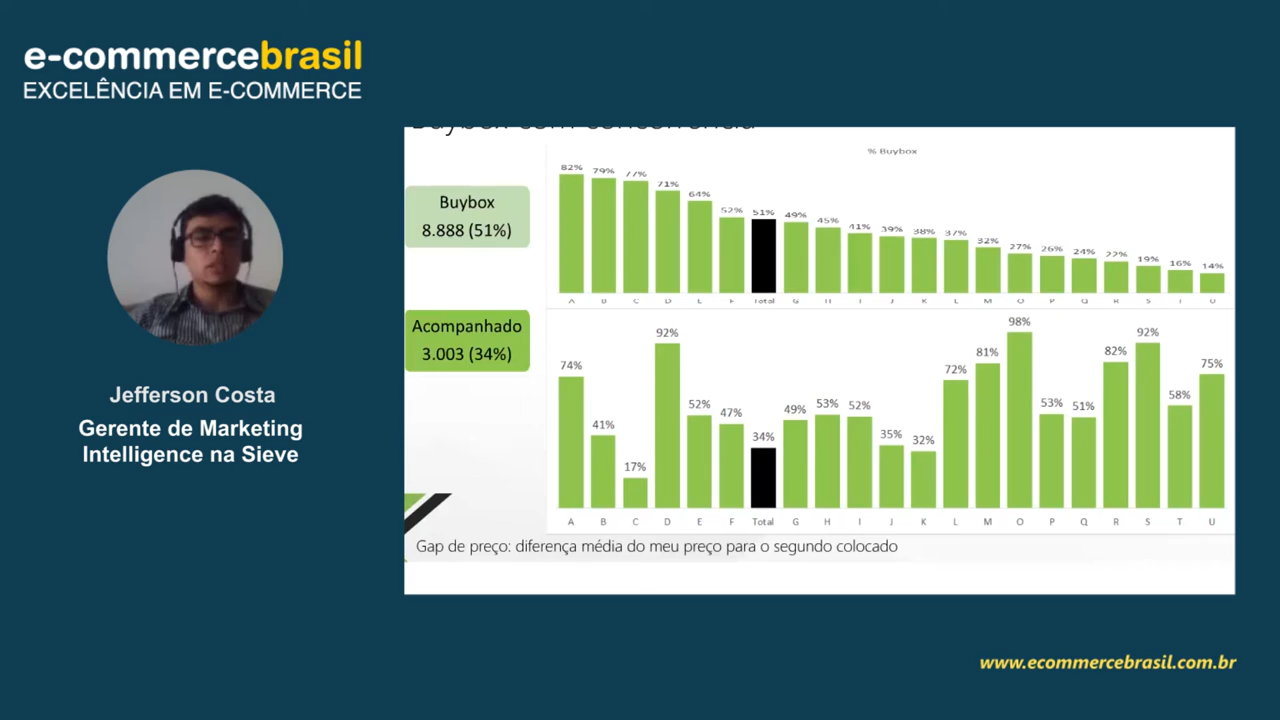 e-commercebrasil
EXCELÊNCIA EM E-COMMERCE
Buybox com concorrência
% Buybox
82% 79% 77% 71% 64% 52% 51% 49% 45% 41% 39% 38% 37% 32% 27% 26% 24% 22% 19% 16% 14%
A B C D E F Total G H I J K L M O P Q R S T U
Buybox
8.888 (51%)
Acompanhado
3.003 (34%)
74% 41% 17% 92% 52% 47% 34% 49% 53% 52% 35% 32% 72% 81% 98% 53% 51% 82% 92% 58% 75%
A B C D E F Total G H I J K L M O P Q R S T U
Gap de preço: diferença média do meu preço para o segundo colocado
Jefferson Costa
Gerente de Marketing
Intelligence na Sieve
www.ecommercebrasil.com.br